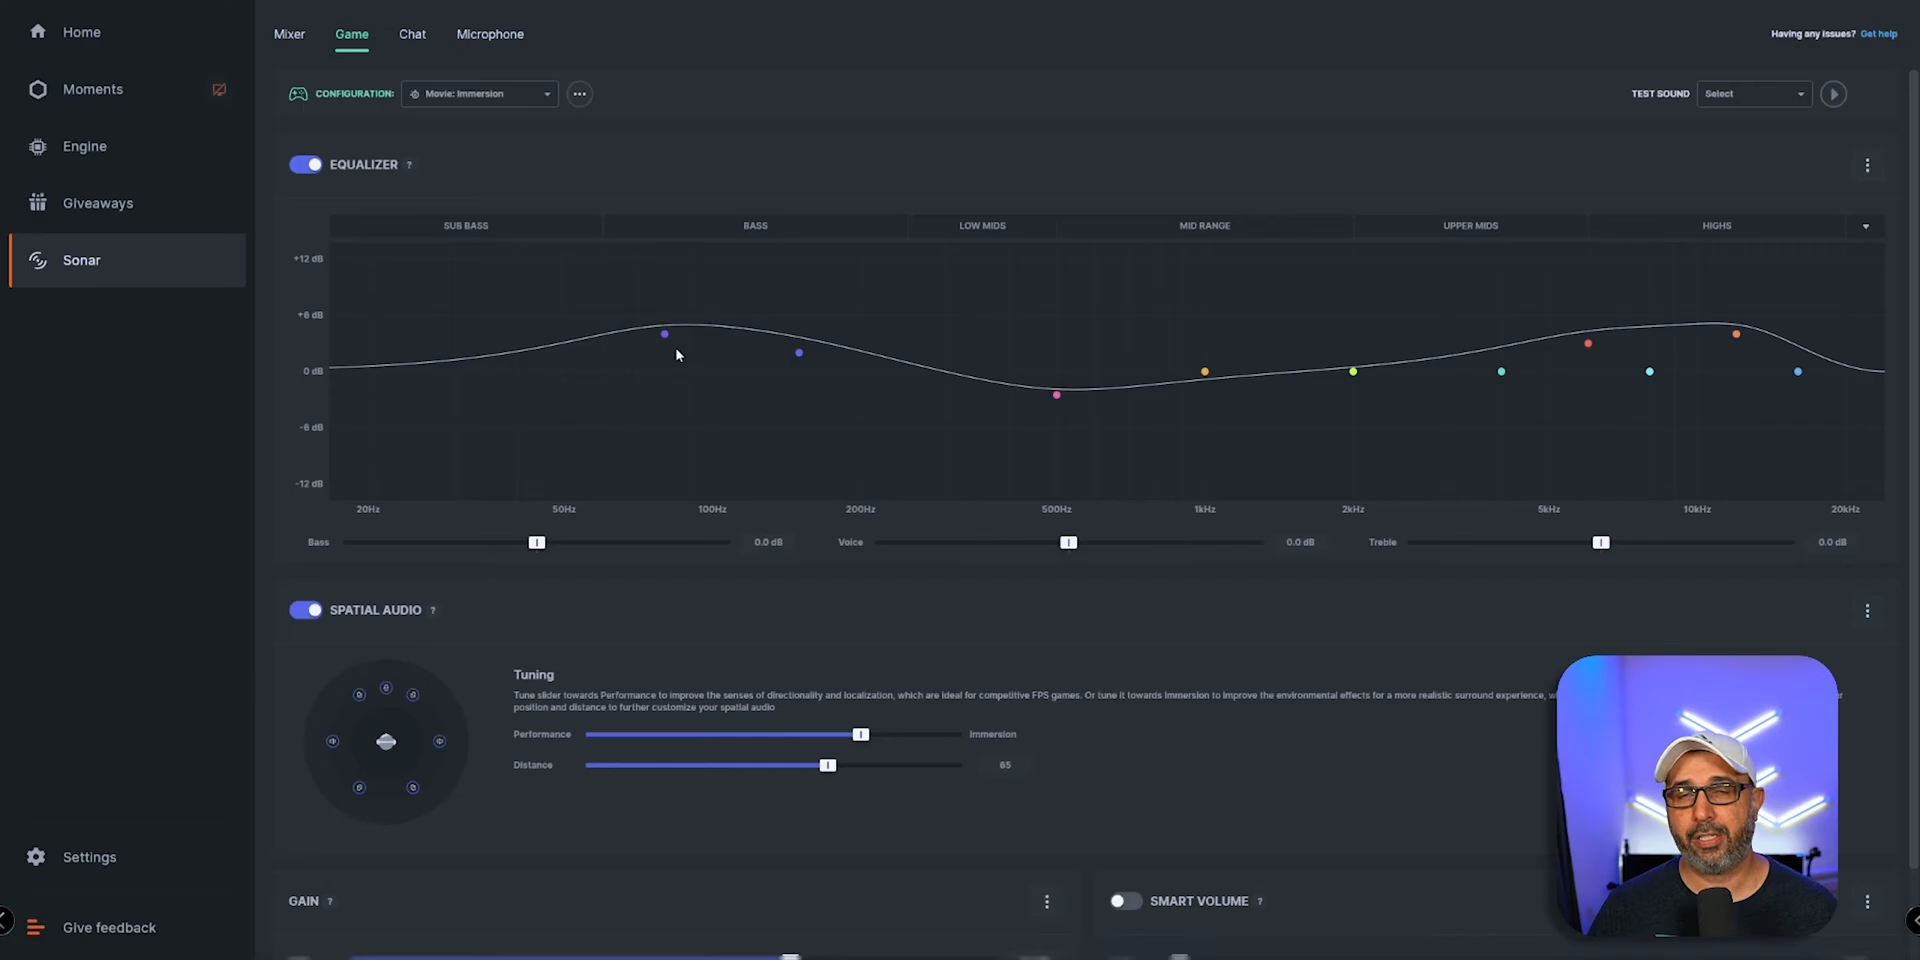 Home
Moments
Engine
Giveaways
Sonar
Settings
Give feedback
Mixer
Game
Chat
Microphone
Having any issues? Get help
CONFIGURATION:
Movie: Immersion
TEST SOUND
Select
EQUALIZER ?
SUB BASS
BASS
LOW MIDS
MID RANGE
UPPER MIDS
HIGHS
+12 dB
+6 dB
0 dB
-6 dB
-12 dB
20Hz
50Hz
100Hz
200Hz
500Hz
1kHz
2kHz
5kHz
10kHz
20kHz
Bass
0.0 dB
Voice
0.0 dB
Treble
0.0 dB
SPATIAL AUDIO ?
Tuning
Tune slider towards Performance to improve the senses of directionality and localization, which are ideal for competitive FPS games. Or tune it towards Immersion to improve the environmental effects for a more realistic surround experience,
position and distance to further customize your spatial audio
Performance
Immersion
Distance
65
GAIN ?
SMART VOLUME ?